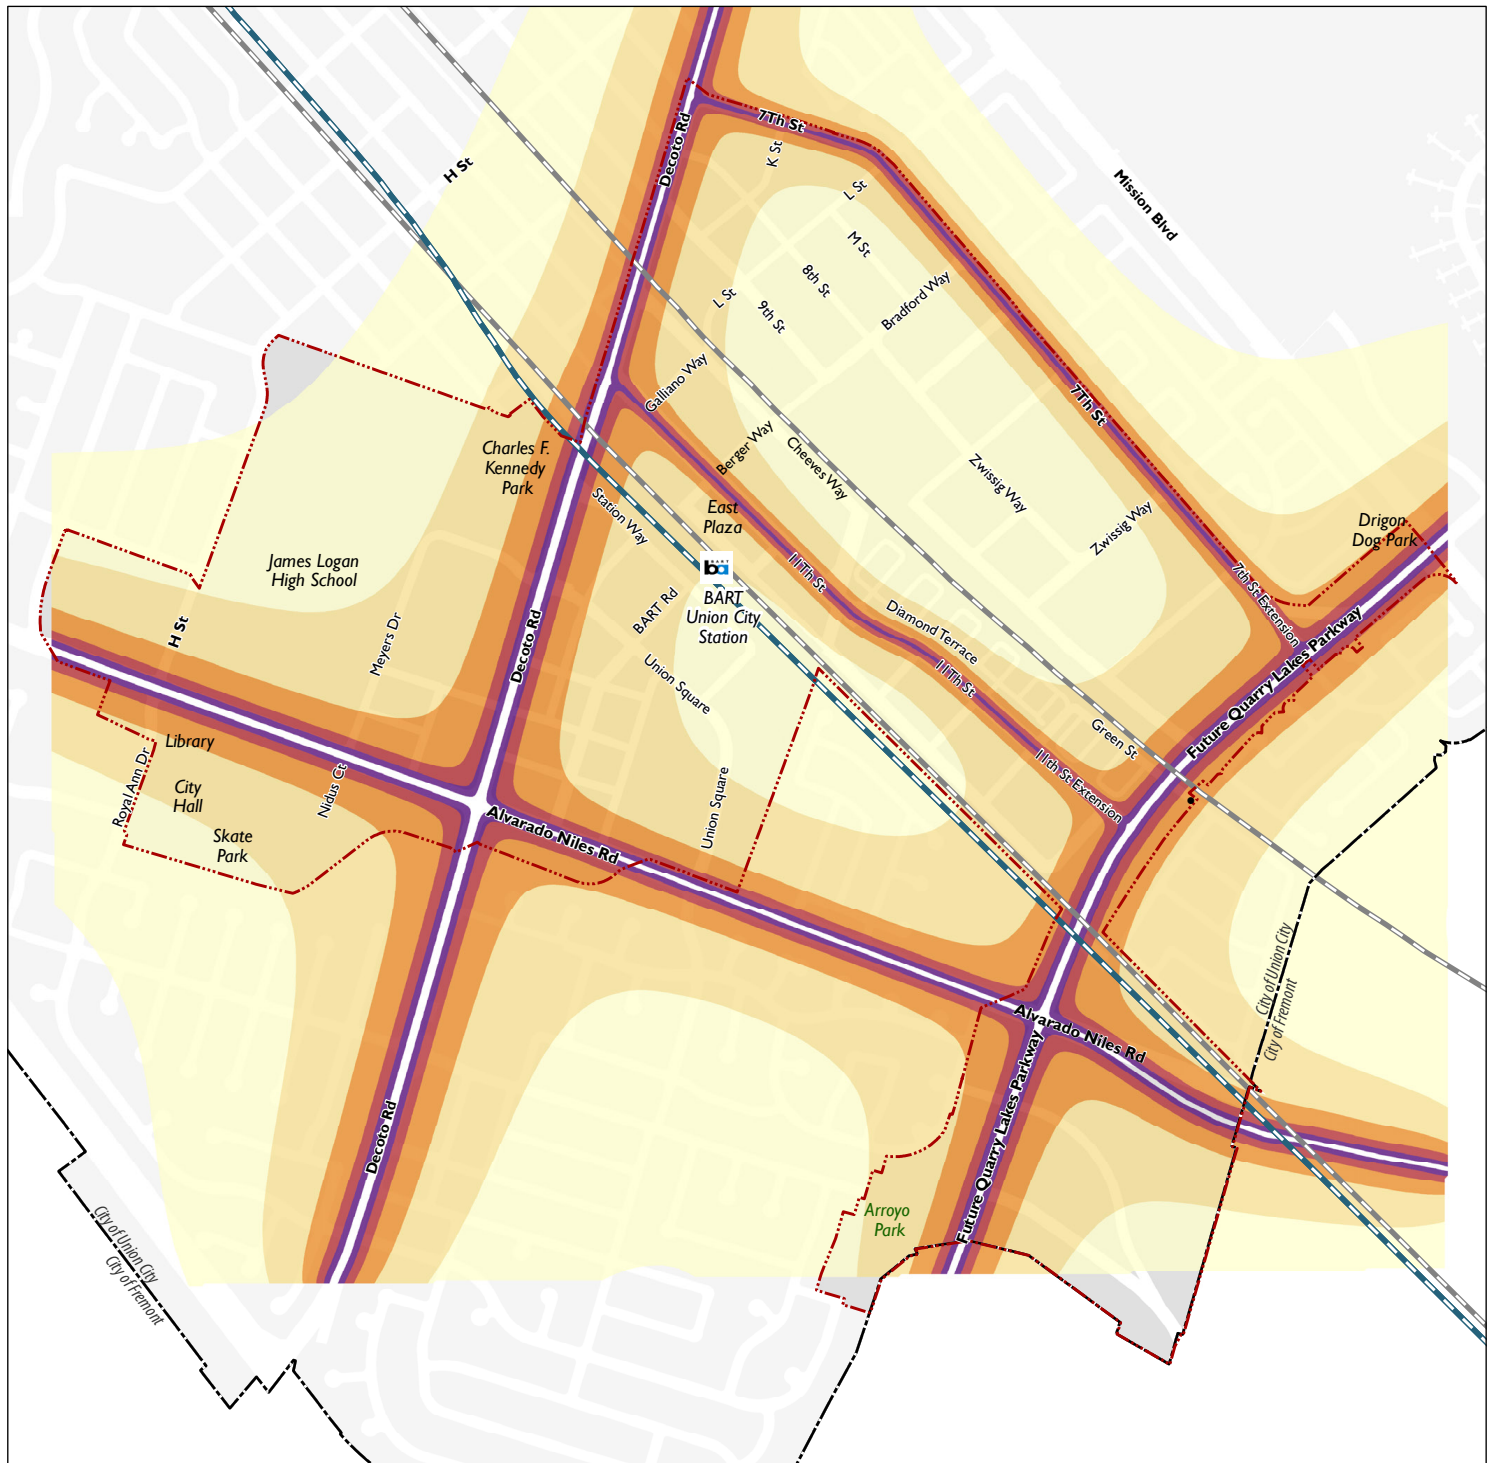 7Th St
Decoto Rd
K St
H St
L St
Mission Blvd
M St
8th St
Bradford Way
L St
9th St
Galliano Way
7Th St
Charles F.
Kennedy
Park
Berger Way
Cheeves Way
Zwissig Way
Station Way
East
Plaza
Zwissig Way
Drigon
Dog Park
James Logan
High School
ba
11Th St
7th St Extension
BART
Union City
Station
BART Rd
Diamond Terrace
H St
Meyers Dr
Decoto Rd
Union Square
11Th St
Future Quarry Lakes Parkway
Library
Green St
Royal Ann Dr
City
Hall
Nidus Ct
Union Square
11th St Extension
Skate
Park
Alvarado Niles Rd
City of Union City
City of Fremont
Alvarado Niles Rd
Decoto Rd
Future Quarry Lakes Parkway
Arroyo
Park
City of Union City
City of Fremont